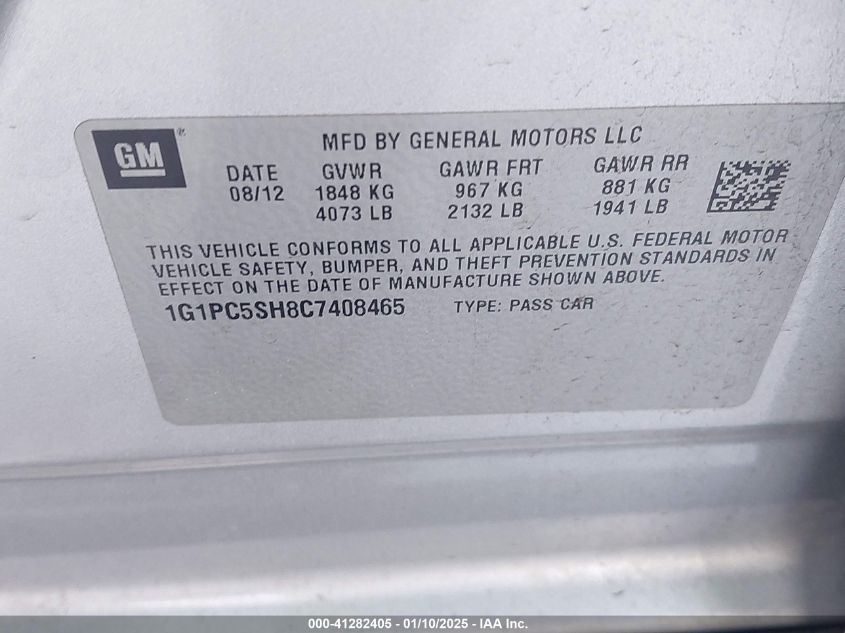 GM®
MFD BY GENERAL MOTORS LLC
DATE GVWR GAWR FRT GAWR RR
08/12 1848 KG 967 KG 881 KG
4073 LB 2132 LB 1941 LB
THIS VEHICLE CONFORMS TO ALL APPLICABLE U.S. FEDERAL MOTOR
VEHICLE SAFETY, BUMPER, AND THEFT PREVENTION STANDARDS IN
EFFECT ON THE DATE OF MANUFACTURE SHOWN ABOVE.
1G1PC5SH8C7408465 TYPE: PASS CAR
000-41282405 - 01/10/2025 - IAA Inc.